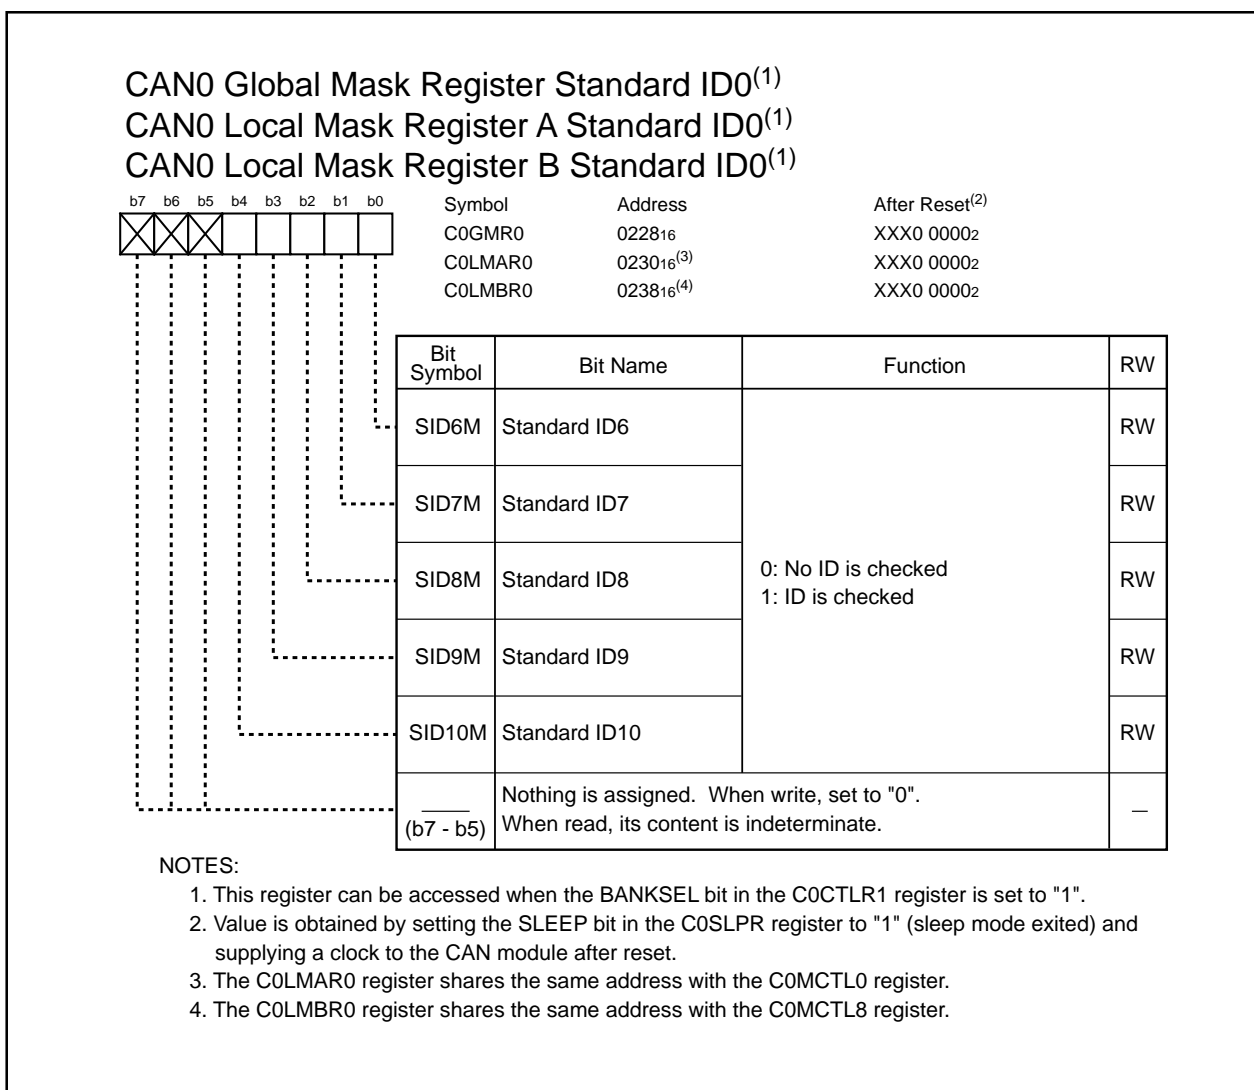 CAN0 Global Mask Register Standard ID0(1)
CAN0 Local Mask Register A Standard ID0(1)
CAN0 Local Mask Register B Standard ID0(1)
b7 b6 b5 b4 b3 b2 b1 b0
Symbol Address After Reset(2)
C0GMR0 022816 XXX0 00002
C0LMAR0 023016(3) XXX0 00002
C0LMBR0 023816(4) XXX0 00002
Bit Symbol Bit Name Function RW
SID6M Standard ID6 RW
SID7M Standard ID7 RW
SID8M Standard ID8 RW
0: No ID is checked
1: ID is checked
SID9M Standard ID9 RW
SID10M Standard ID10 RW
(b7 - b5)
Nothing is assigned. When write, set to "0".
When read, its content is indeterminate.
—
NOTES:
1. This register can be accessed when the BANKSEL bit in the C0CTLR1 register is set to "1".
2. Value is obtained by setting the SLEEP bit in the C0SLPR register to "1" (sleep mode exited) and
supplying a clock to the CAN module after reset.
3. The C0LMAR0 register shares the same address with the C0MCTL0 register.
4. The C0LMBR0 register shares the same address with the C0MCTL8 register.